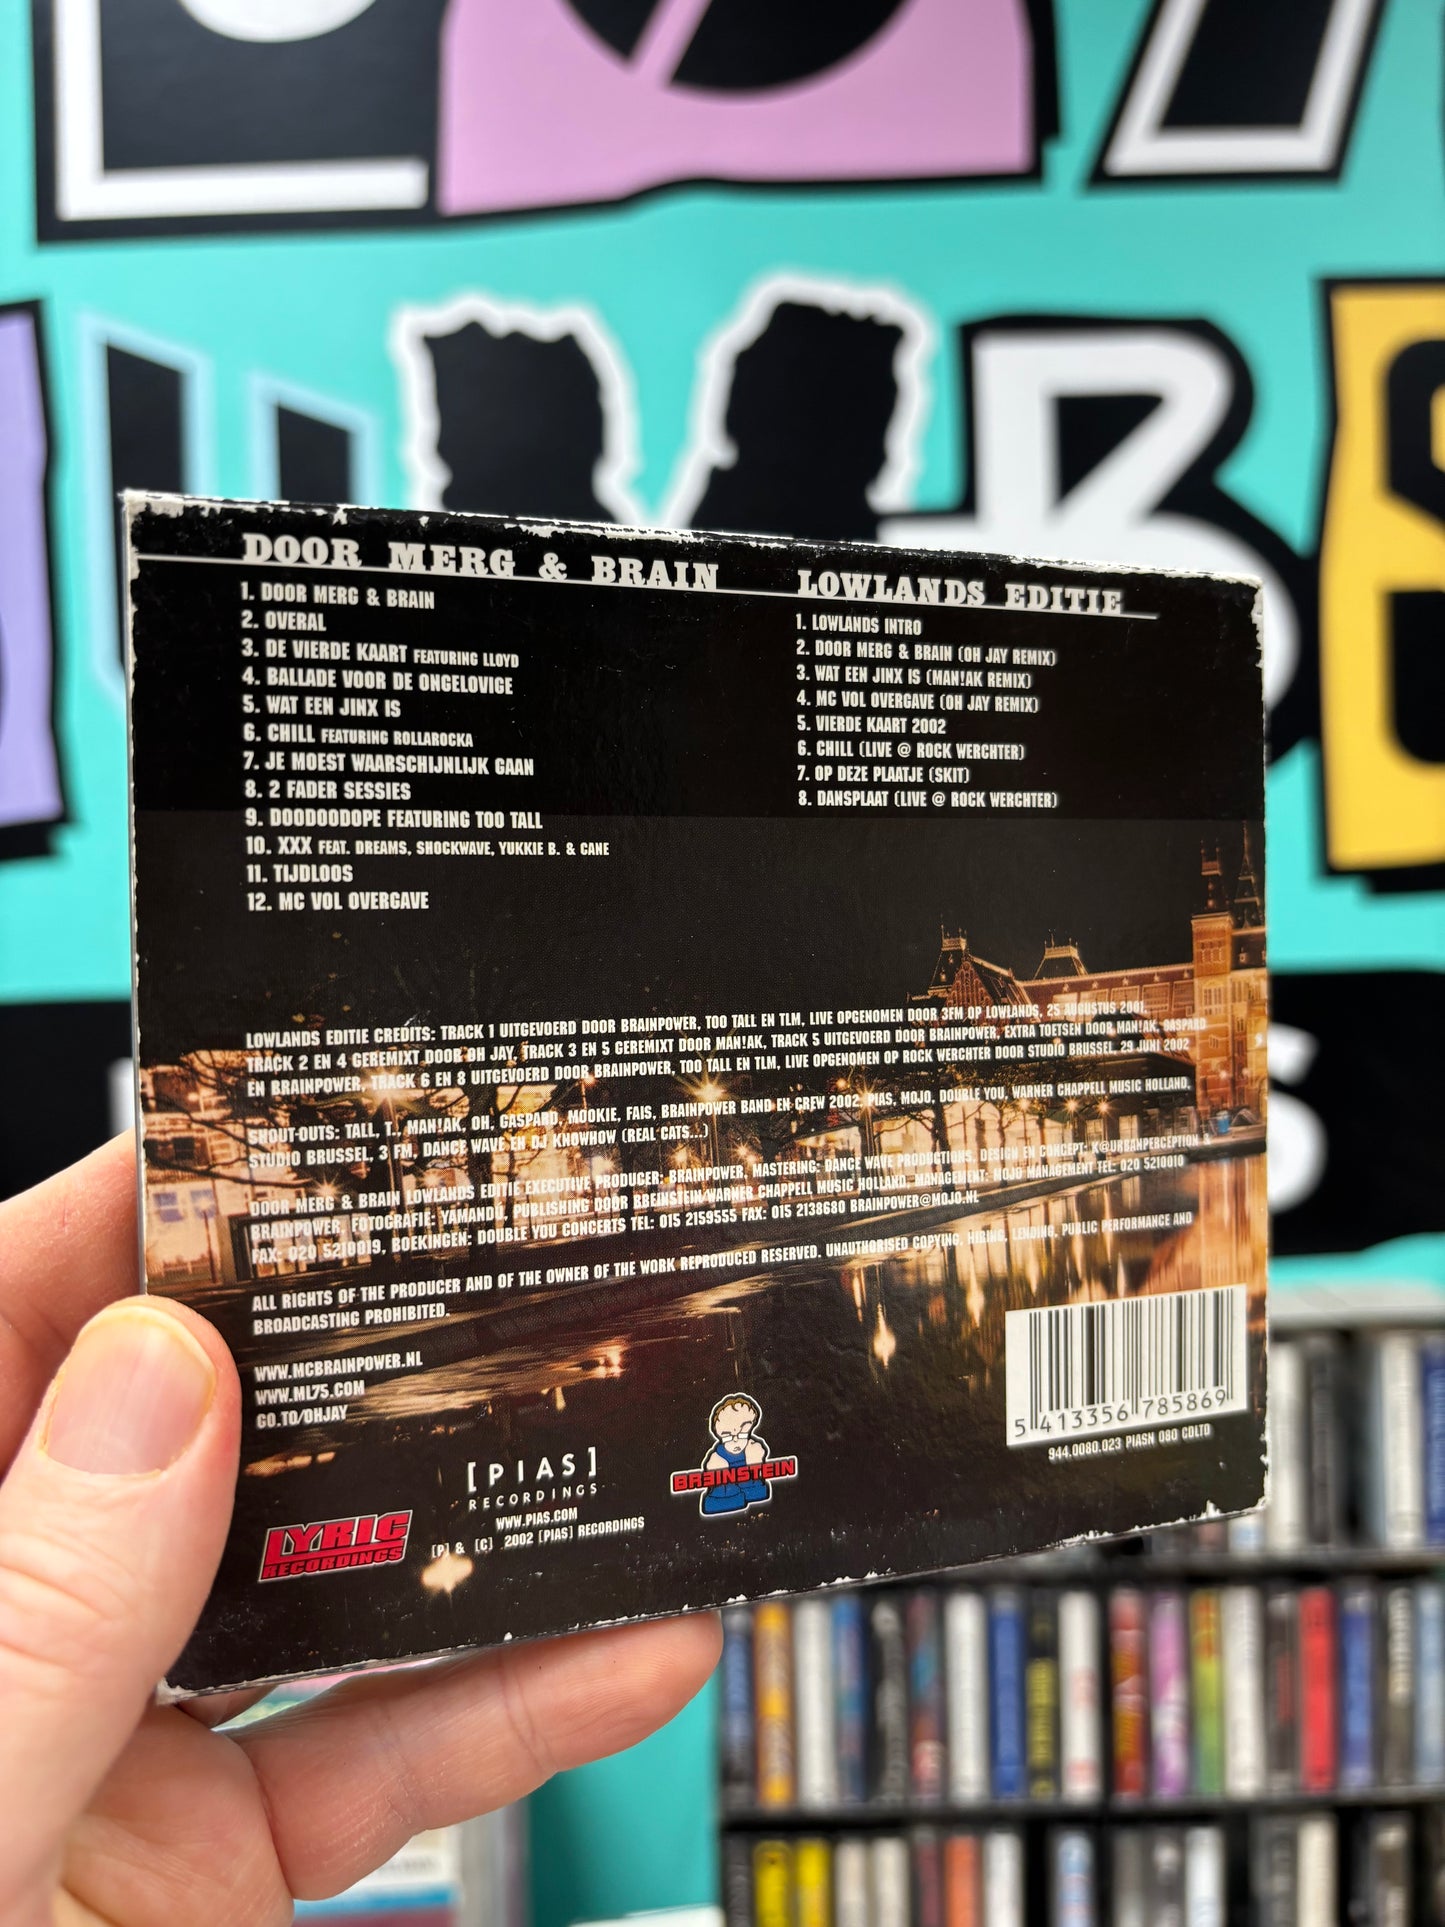 DOOR MERG & BRAIN
1. DOOR MERG & BRAIN
2. OVERAL
3. DE VIERDE KAART FEATURING LLOYD
4. BALLADE VOOR DE ONGELOVIGE
5. WAT EEN JINX IS
6. CHILL FEATURING ROLLAROCKA
7. JE MOEST WAARSCHIJNLIJK GAAN
8. 2 FADER SESSIES
9. DOODOODOPE FEATURING TOO TALL
10. XXX FEAT. DREAMS, SHOCKWAVE, YUKKIE B. & CANE
11. TIJDLOOS
12. MC VOL OVERGAVE
LOWLANDS EDITIE
1. LOWLANDS INTRO
2. DOOR MERG & BRAIN (OH JAY REMIX)
3. WAT EEN JINX IS (MAN!AK REMIX)
4. MC VOL OVERGAVE (OH JAY REMIX)
5. VIERDE KAART 2002
6. CHILL (LIVE @ ROCK WERCHTER)
7. OP DEZE PLAATJE (SKIT)
8. DANSPLAAT (LIVE @ ROCK WERCHTER)
LOWLANDS EDITIE CREDITS: TRACK 1 UITGEVOERD DOOR BRAINPOWER, TOO TALL EN TLM, LIVE OPGENOMEN DOOR 3FM OP LOWLANDS, 25 AUGUSTUS 2001
TRACK 2 EN 4 GEREMIXT DOOR OH JAY, TRACK 3 EN 5 GEREMIXT DOOR MAN!AK, TRACK 5 UITGEVOERD DOOR BRAINPOWER, EXTRA TOETSEN DOOR MAN!AK, GASPARD
EN BRAINPOWER, TRACK 6 EN 8 UITGEVOERD DOOR BRAINPOWER, TOO TALL EN TLM, LIVE OPGENOMEN OP ROCK WERCHTER DOOR STUDIO BRUSSEL, 29 JUNI 2002
SHOUT-OUTS: TALL, T., MAN!AK, OH, GASPARD, MOOKIE, FAIS, BRAINPOWER BAND EN CREW 2002, PIAS, MOJO, DOUBLE YOU, WARNER CHAPPELL MUSIC HOLLAND,
STUDIO BRUSSEL, 3 FM, DANCE WAVE EN DJ KNOWHOW (REAL CATS...)
DOOR MERG & BRAIN LOWLANDS EDITIE EXECUTIVE PRODUCER: BRAINPOWER, MASTERING: DANCE WAVE PRODUCTIONS, DESIGN EN CONCEPT: K@URBANPERCEPTION &
BRAINPOWER, FOTOGRAFIE: YAMANDU, PUBLISHING DOOR BREINSTEIN/WARNER CHAPPELL MUSIC HOLLAND, MANAGEMENT: MOJO MANAGEMENT TEL: 020 5210010
FAX: 020 5210019, BOEKINGEN: DOUBLE YOU CONCERTS TEL: 015 2159555 FAX: 015 2138680 BRAINPOWER@MOJO.NL
ALL RIGHTS OF THE PRODUCER AND OF THE OWNER OF THE WORK REPRODUCED RESERVED. UNAUTHORISED COPYING, HIRING, LENDING, PUBLIC PERFORMANCE AND
BROADCASTING PROHIBITED.
WWW.MCBRAINPOWER.NL
WWW.ML75.COM
GO.TO/OHJAY
LYRIC
RECORDINGS
[PIAS]
RECORDINGS
WWW.PIAS.COM
[P] & [C] 2002 [PIAS] RECORDINGS
BREINSTEIN
5 413356 785869
944.0080.023 PIASN 080 CDLTD